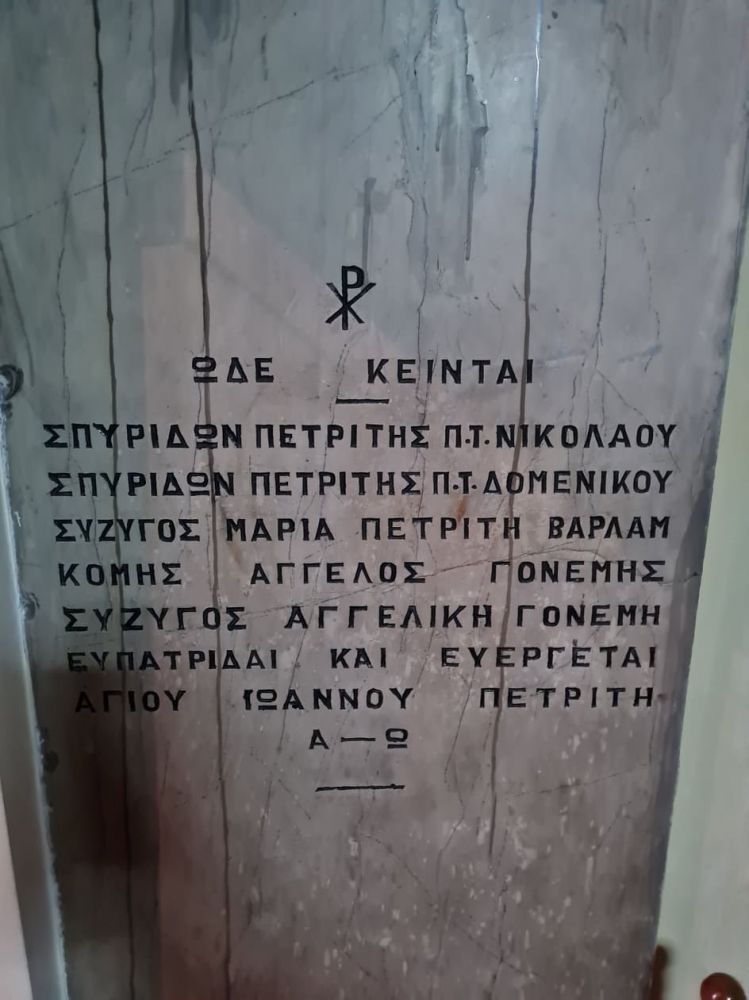 ☧
ΩΔΕ ΚΕΙΝΤΑΙ
ΣΠΥΡΙΔΩΝ ΠΕΤΡΙΤΗΣ Π.Τ. ΝΙΚΟΛΑΟΥ
ΣΠΥΡΙΔΩΝ ΠΕΤΡΙΤΗΣ Π.Τ. ΔΟΜΕΝΙΚΟΥ
ΣΥΖΥΓΟΣ ΜΑΡΙΑ ΠΕΤΡΙΤΗ ΒΑΡΛΑΜ
ΚΟΜΗΣ ΑΓΓΕΛΟΣ ΓΟΝΕΜΗΣ
ΣΥΖΥΓΟΣ ΑΓΓΕΛΙΚΗ ΓΟΝΕΜΗ
ΕΥΠΑΤΡΙΔΑΙ ΚΑΙ ΕΥΕΡΓΕΤΑΙ
ΑΓΙΟΥ ΙΩΑΝΝΟΥ ΠΕΤΡΙΤΗ
Α — Ω